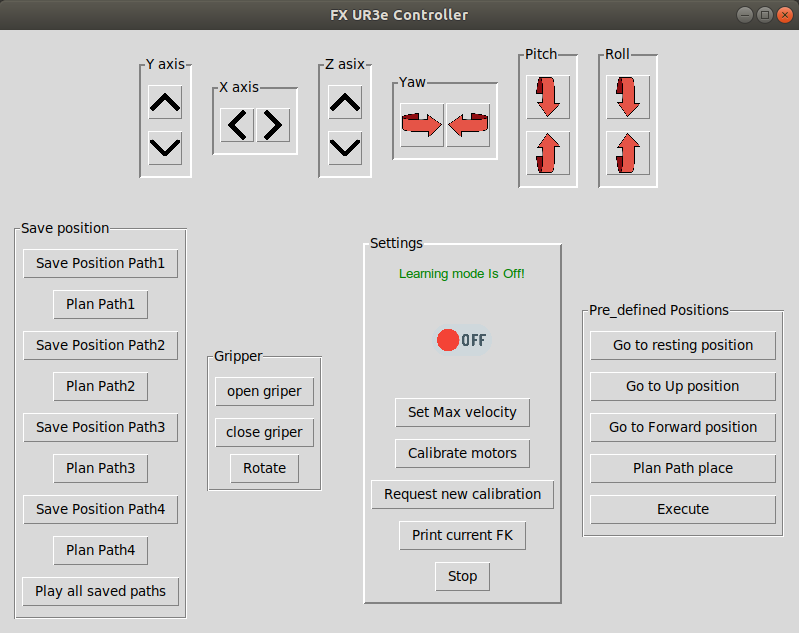 FX UR3e Controller
Y axis
X axis
Z asix
Yaw
Pitch
Roll
Save position
Save Position Path1
Plan Path1
Save Position Path2
Plan Path2
Save Position Path3
Plan Path3
Save Position Path4
Plan Path4
Play all saved paths
Gripper
open griper
close griper
Rotate
Settings
Learning mode Is Off!
OFF
Set Max velocity
Calibrate motors
Request new calibration
Print current FK
Stop
Pre_defined Positions
Go to resting position
Go to Up position
Go to Forward position
Plan Path place
Execute